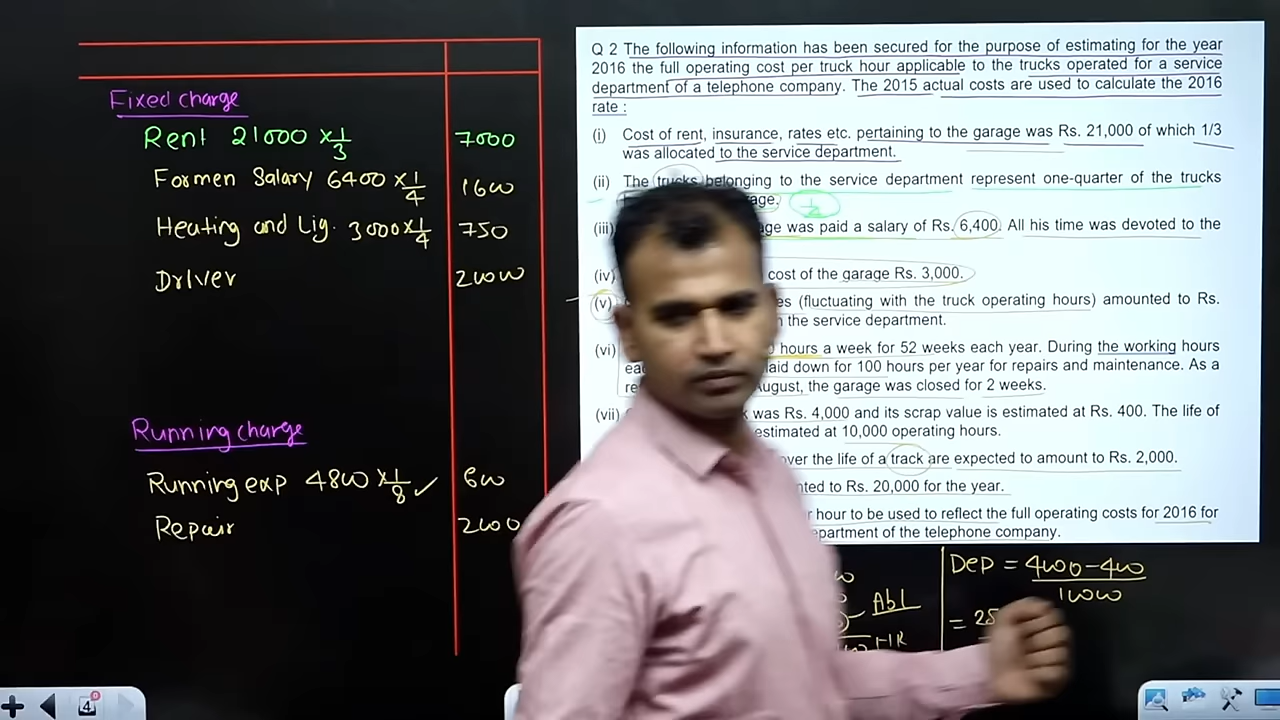 Fixed charge
Rent 21000 × 1/3 7000
Formen Salary 6400 × 1/4 1600
Heating and Lig. 3000 × 1/4 750
Driver 20000
Running charge
Running exp 4800 × 1/8 ✓ 600
Repair 2000
Q 2 The following information has been secured for the purpose of estimating for the year
2016 the full operating cost per truck hour applicable to the trucks operated for a service
department of a telephone company. The 2015 actual costs are used to calculate the 2016
rate :
(i) Cost of rent, insurance, rates etc. pertaining to the garage was Rs. 21,000 of which 1/3
was allocated to the service department.
(ii) The trucks belonging to the service department represent one-quarter of the trucks
(iii) was paid a salary of Rs. 6,400. All his time was devoted to the
(iv) cost of the garage Rs. 3,000.
(v) (fluctuating with the truck operating hours) amounted to Rs.
the service department.
(vi) hours a week for 52 weeks each year. During the working hours
laid down for 100 hours per year for repairs and maintenance. As a
August, the garage was closed for 2 weeks.
(vii) was Rs. 4,000 and its scrap value is estimated at Rs. 400. The life of
estimated at 10,000 operating hours.
over the life of a track are expected to amount to Rs. 2,000.
to Rs. 20,000 for the year.
hour to be used to reflect the full operating costs for 2016 for
department of the telephone company.
AbL
HR
Dep = 4000 - 400
10000
=
4